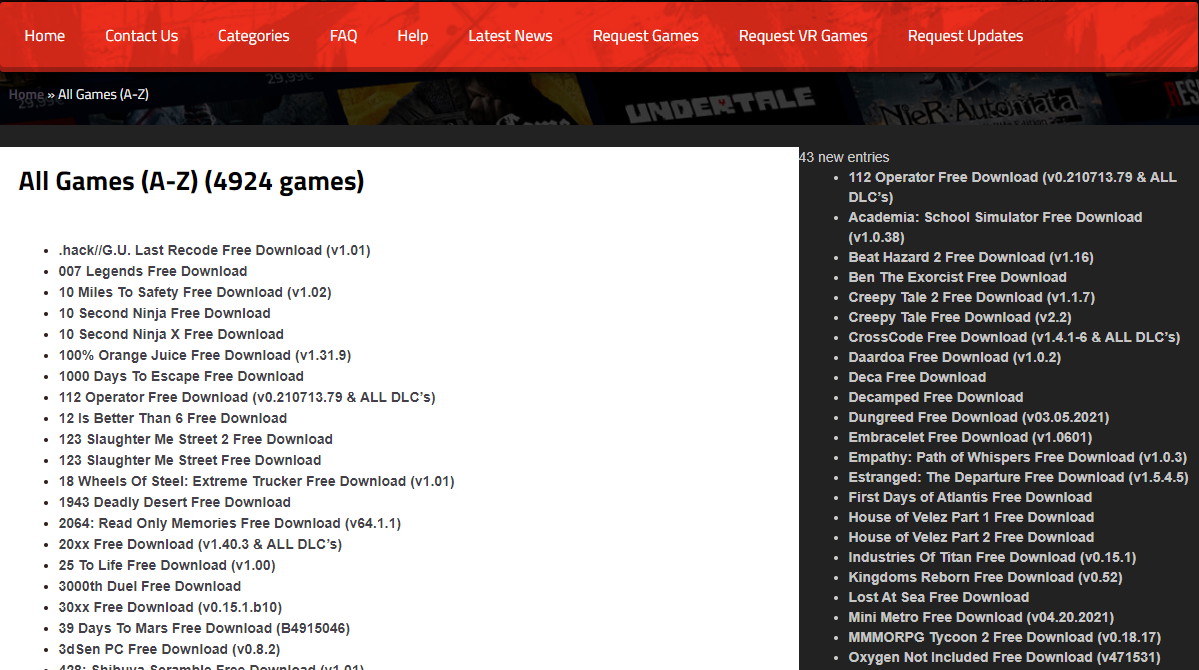 Home Contact Us Categories FAQ Help Latest News Request Games Request VR Games Request Updates
29,99€
29,99€
Home » All Games (A-Z)
UNDERTALE
NieR:Automata
RES
All Games (A-Z) (4924 games)
.hack//G.U. Last Recode Free Download (v1.01)
007 Legends Free Download
10 Miles To Safety Free Download (v1.02)
10 Second Ninja Free Download
10 Second Ninja X Free Download
100% Orange Juice Free Download (v1.31.9)
1000 Days To Escape Free Download
112 Operator Free Download (v0.210713.79 & ALL DLC’s)
12 Is Better Than 6 Free Download
123 Slaughter Me Street 2 Free Download
123 Slaughter Me Street Free Download
18 Wheels Of Steel: Extreme Trucker Free Download (v1.01)
1943 Deadly Desert Free Download
2064: Read Only Memories Free Download (v64.1.1)
20xx Free Download (v1.40.3 & ALL DLC’s)
25 To Life Free Download (v1.00)
3000th Duel Free Download
30xx Free Download (v0.15.1.b10)
39 Days To Mars Free Download (B4915046)
3dSen PC Free Download (v0.8.2)
428: Shibuya Scramble Free Download (v1.01)
43 new entries
112 Operator Free Download (v0.210713.79 & ALL
DLC’s)
Academia: School Simulator Free Download
(v1.0.38)
Beat Hazard 2 Free Download (v1.16)
Ben The Exorcist Free Download
Creepy Tale 2 Free Download (v1.1.7)
Creepy Tale Free Download (v2.2)
CrossCode Free Download (v1.4.1-6 & ALL DLC’s)
Daardoa Free Download (v1.0.2)
Deca Free Download
Decamped Free Download
Dungreed Free Download (v03.05.2021)
Embracelet Free Download (v1.0601)
Empathy: Path of Whispers Free Download (v1.0.3)
Estranged: The Departure Free Download (v1.5.4.5)
First Days of Atlantis Free Download
House of Velez Part 1 Free Download
House of Velez Part 2 Free Download
Industries Of Titan Free Download (v0.15.1)
Kingdoms Reborn Free Download (v0.52)
Lost At Sea Free Download
Mini Metro Free Download (v04.20.2021)
MMMORPG Tycoon 2 Free Download (v0.18.17)
Oxygen Not Included Free Download (v471531)